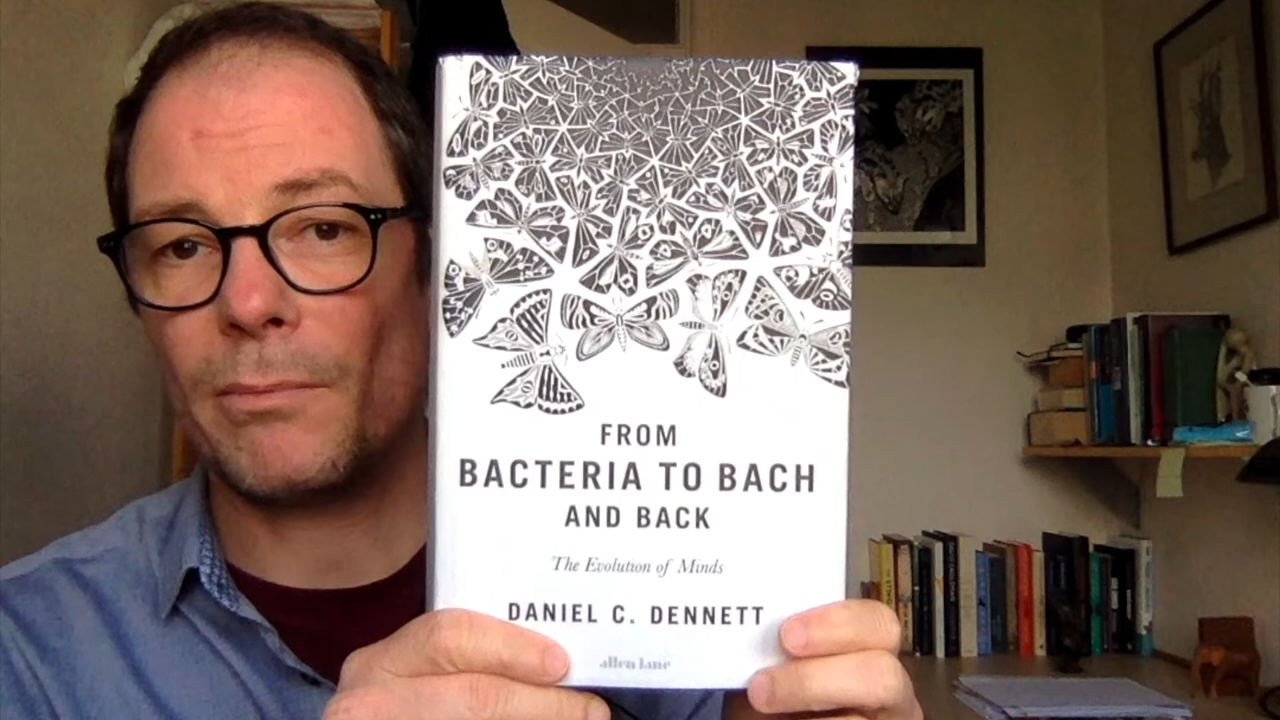 FROM
BACTERIA TO BACH
AND BACK
The Evolution of Minds
DANIEL C. DENNETT
allen lane